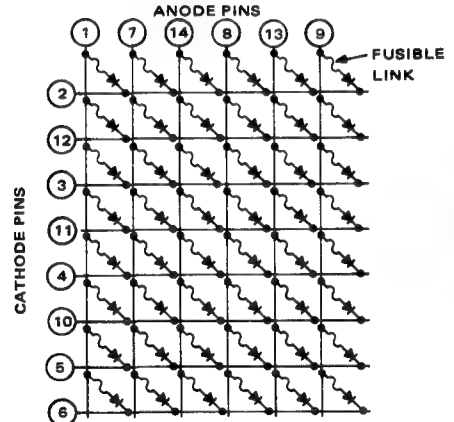 ANODE PINS
1 7 14 8 13 9
FUSIBLE
LINK
CATHODE PINS
2
12
3
11
4
10
5
6